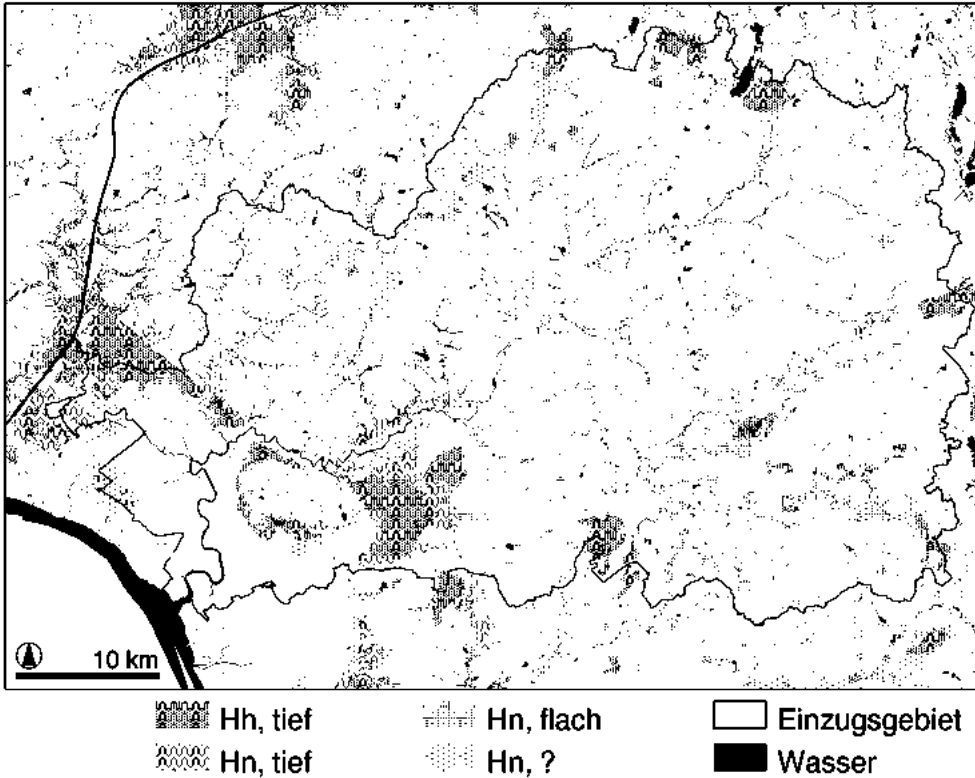 10 km
Hh, tief Hn, flach Einzugsgebiet
Hn, tief Hn, ? Wasser